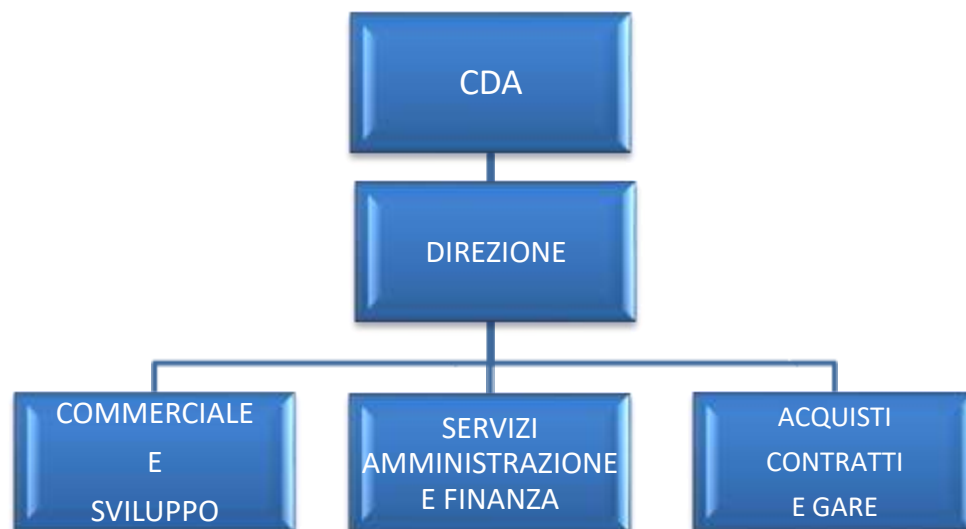 CDA
DIREZIONE
COMMERCIALE
E
SVILUPPO
SERVIZI
AMMINISTRAZIONE
E FINANZA
ACQUISTI
CONTRATTI
E GARE